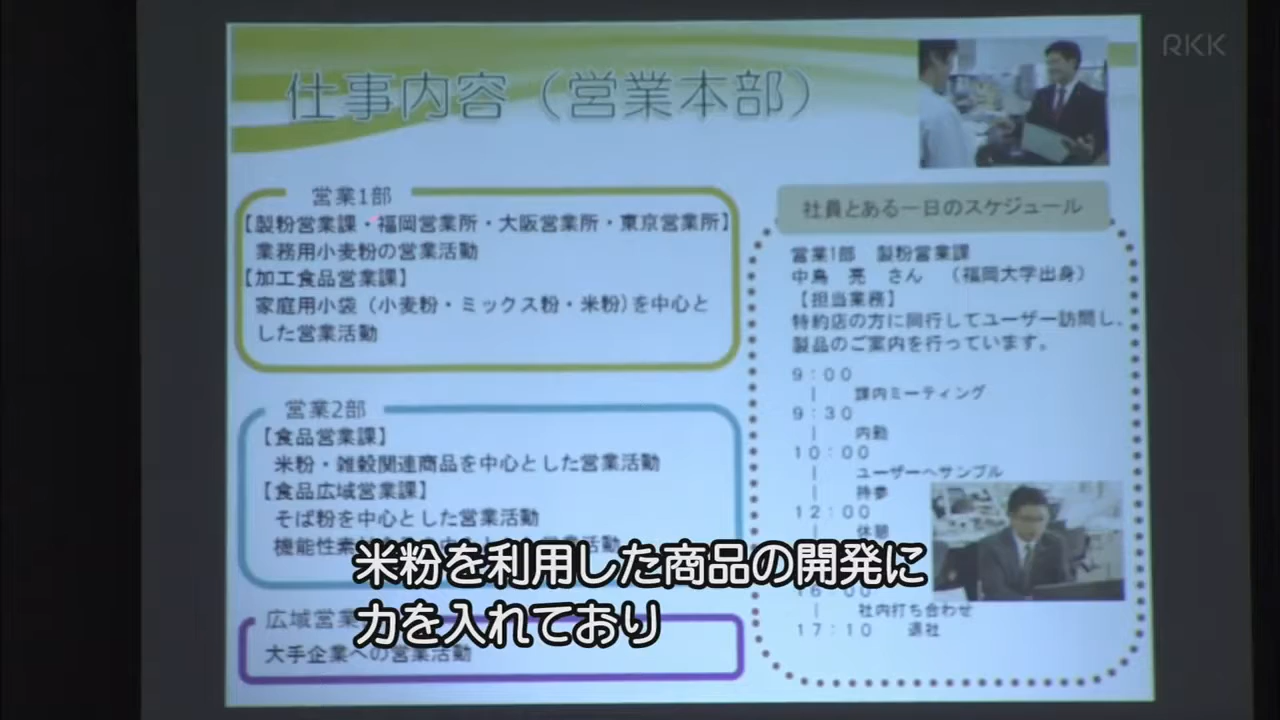 RKK
仕事内容（営業本部）
営業1部
【製粉営業課・福岡営業所・大阪営業所・東京営業所】
業務用小麦粉の営業活動
【加工食品営業課】
家庭用小袋（小麦粉・ミックス粉・米粉）を中心と
した営業活動
営業2部
【食品営業課】
米粉・雑穀関連商品を中心とした営業活動
【食品広域営業課】
そば粉を中心とした営業活動
機能性素
広域営業
大手企業への営業活動
社員とある一日のスケジュール
営業1部　製粉営業課
亮　さん　（福岡大学出身）
【担当業務】
特約店の方に同行してユーザー訪問し、
製品のご案内を行っています。
9：00
｜　課内ミーティング
9：30
｜　内勤
10：00
｜　ユーザーへサンプル
｜　持参
12：00
｜　休憩
16：00
｜　社内打ち合わせ
17：10　退社
米粉を利用した商品の開発に
力を入れており